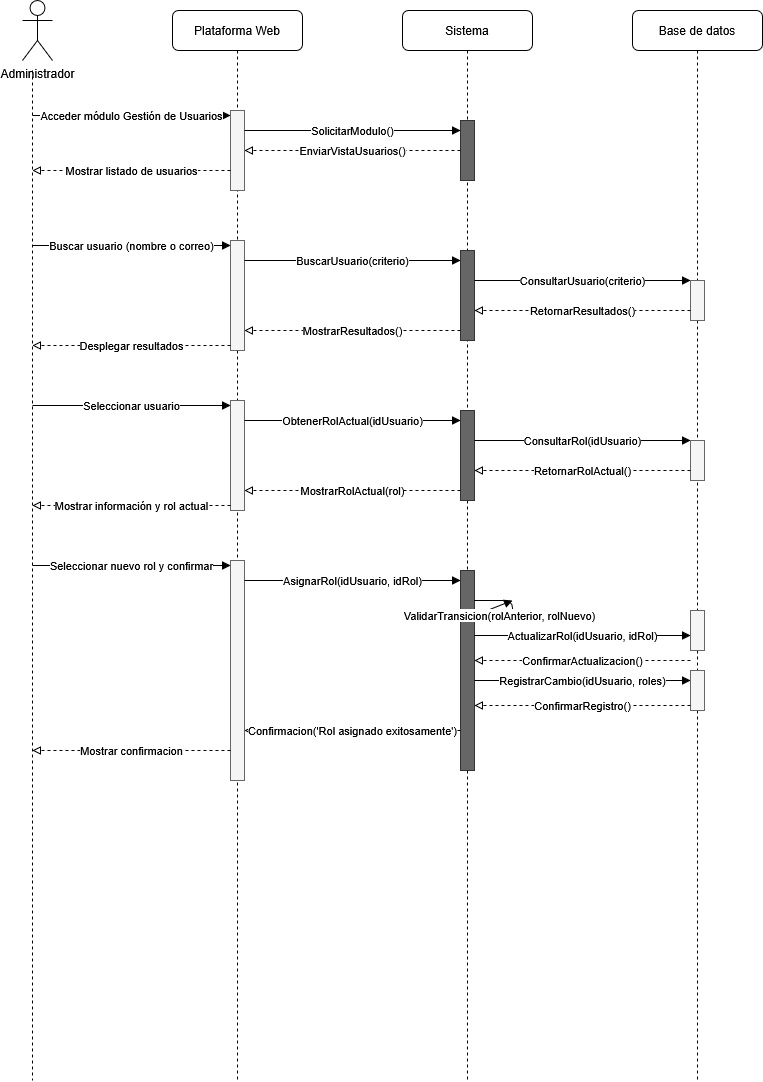 Plataforma Web
Sistema
Base de datos
Administrador
Acceder módulo Gestión de Usuarios
SolicitarModulo()
EnviarVistaUsuarios()
Mostrar listado de usuarios
Buscar usuario (nombre o correo)
BuscarUsuario(criterio)
ConsultarUsuario(criterio)
RetornarResultados()
MostrarResultados()
Desplegar resultados
Seleccionar usuario
ObtenerRolActual(idUsuario)
ConsultarRol(idUsuario)
RetornarRolActual()
MostrarRolActual(rol)
Mostrar información y rol actual
Seleccionar nuevo rol y confirmar
AsignarRol(idUsuario, idRol)
ValidarTransicion(rolAnterior, rolNuevo)
ActualizarRol(idUsuario, idRol)
ConfirmarActualizacion()
RegistrarCambio(idUsuario, roles)
ConfirmarRegistro()
Confirmacion('Rol asignado exitosamente')
Mostrar confirmacion